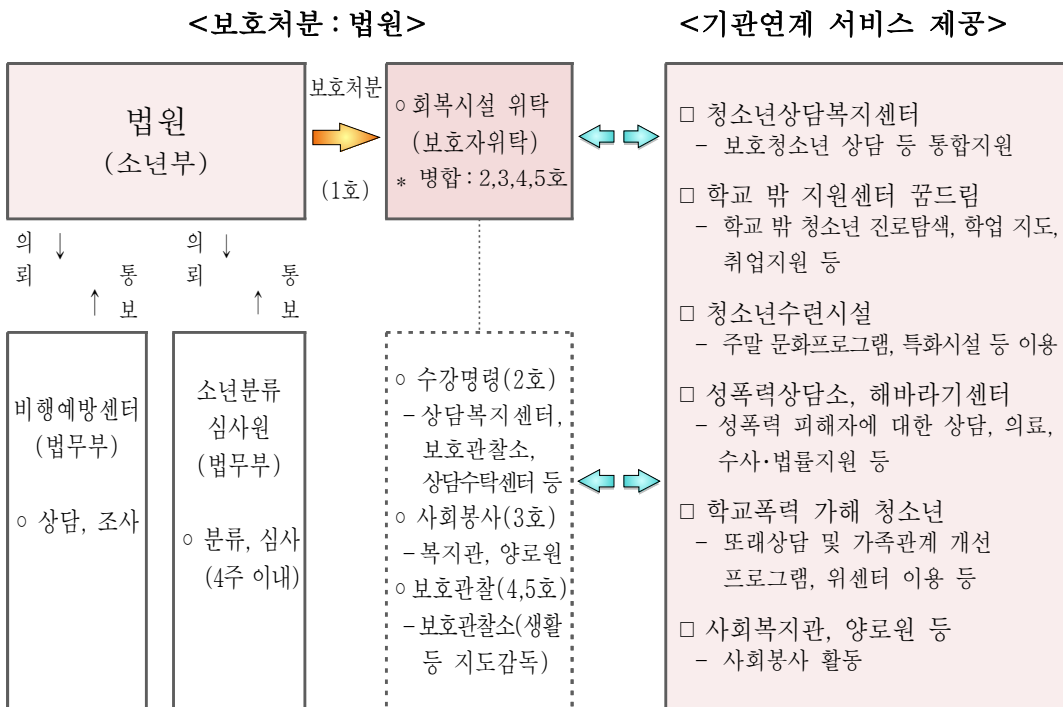 <보호처분 : 법원>
<기관연계 서비스 제공>
법원
(소년부)
보호처분
(1호)
○ 회복시설 위탁
(보호자위탁)
* 병합 : 2,3,4,5호
의뢰 ↓
↑ 통보
의뢰 ↓
↑ 통보
비행예방센터
(법무부)
○ 상담, 조사
소년분류
심사원
(법무부)
○ 분류, 심사
(4주 이내)
○ 수강명령(2호)
- 상담복지센터,
보호관찰소,
상담수탁센터 등
○ 사회봉사(3호)
- 복지관, 양로원
○ 보호관찰(4,5호)
- 보호관찰소(생활
등 지도감독)
□ 청소년상담복지센터
- 보호청소년 상담 등 통합지원
□ 학교 밖 지원센터 꿈드림
- 학교 밖 청소년 진로탐색, 학업 지도,
취업지원 등
□ 청소년수련시설
- 주말 문화프로그램, 특화시설 등 이용
□ 성폭력상담소, 해바라기센터
- 성폭력 피해자에 대한 상담, 의료,
수사·법률지원 등
□ 학교폭력 가해 청소년
- 또래상담 및 가족관계 개선
프로그램, 위센터 이용 등
□ 사회복지관, 양로원 등
- 사회봉사 활동